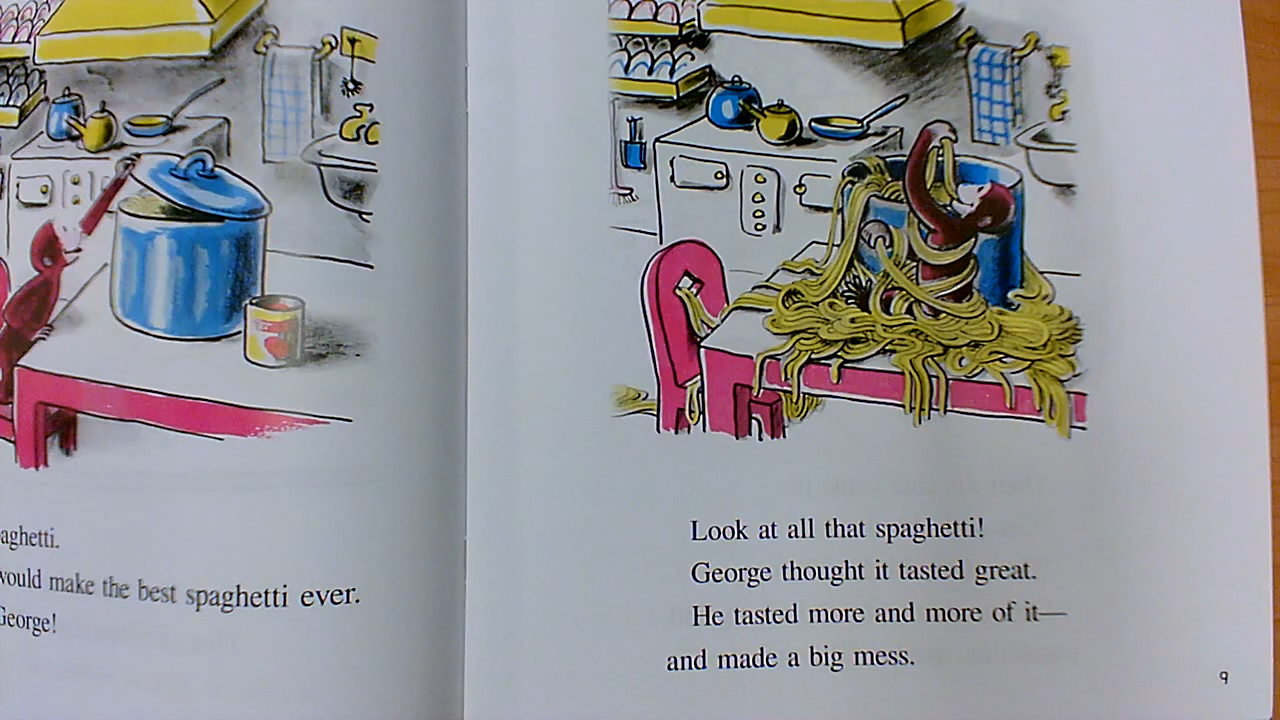 aghetti.
would make the best spaghetti ever.
George!
Look at all that spaghetti!
George thought it tasted great.
He tasted more and more of it—
and made a big mess.
9